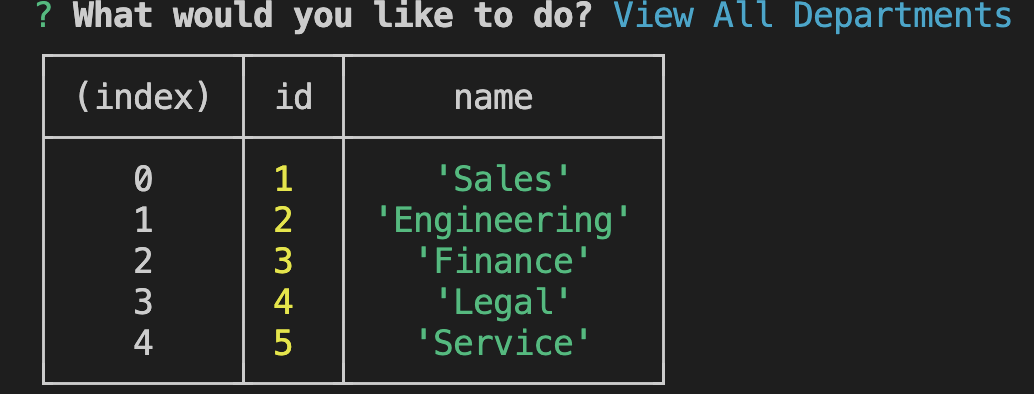 ? What would you like to do? View All Departments
(index) id name
0 1 'Sales'
1 2 'Engineering'
2 3 'Finance'
3 4 'Legal'
4 5 'Service'